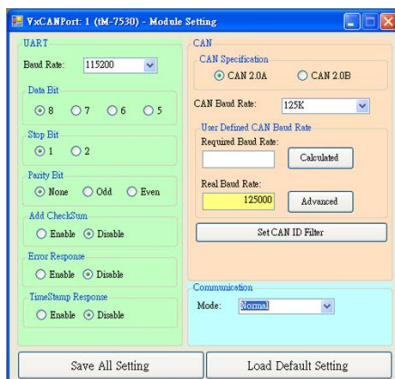 VxCANPort: 1 (tM-7530) - Module Setting
UART
Baud Rate: 115200
Data Bit
8 7 6 5
Stop Bit
1 2
Parity Bit
None Odd Even
Add CheckSum
Enable Disable
Error Response
Enable Disable
TimeStamp Response
Enable Disable
CAN
CAN Specification
CAN 2.0A CAN 2.0B
CAN Baud Rate: 125K
User Defined CAN Baud Rate
Required Baud Rate:
Calculated
Real Baud Rate:
125000 Advanced
Set CAN ID Filter
Communication
Mode: Normal
Save All Setting Load Default Setting